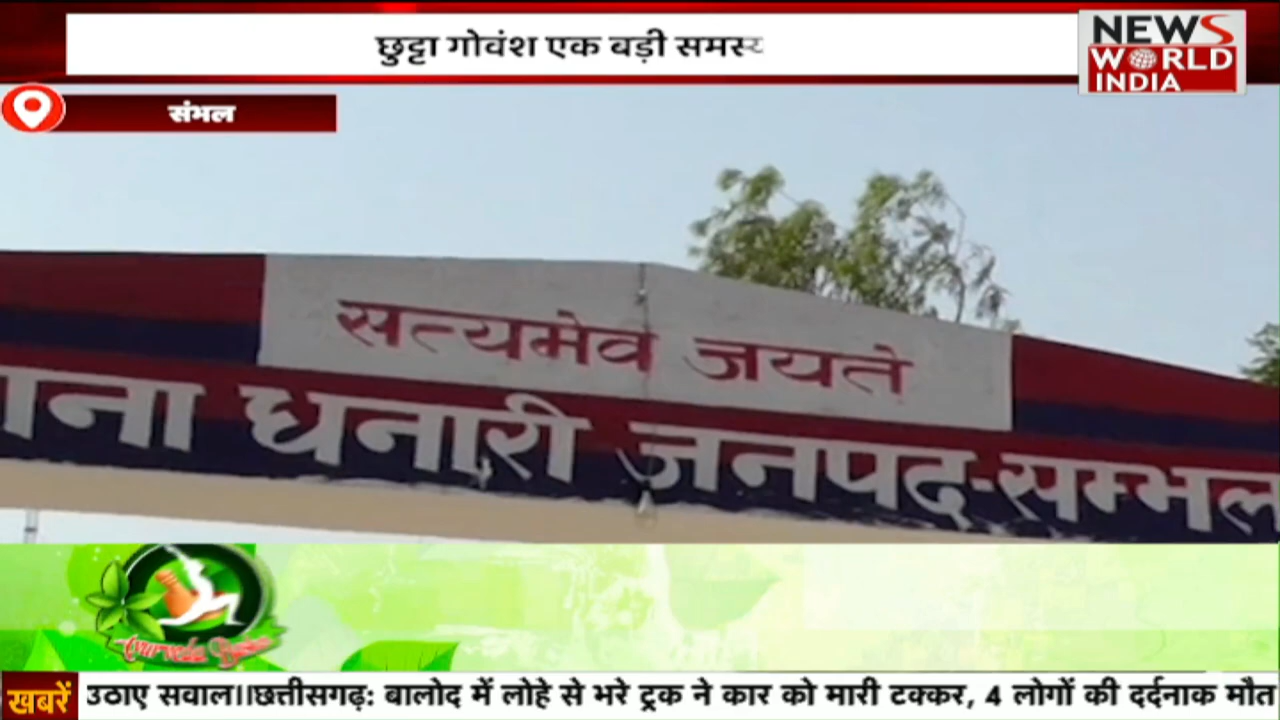 छुट्टा गोवंश एक बड़ी समस्य
NEWS
WORLD
INDIA
संभल
सत्यमेव जयते
धनारी जनपद-सम्भल
खबरें
उठाए सवाल।।छत्तीसगढ़: बालोद में लोहे से भरे ट्रक ने कार को मारी टक्कर, 4 लोगों की दर्दनाक मौत